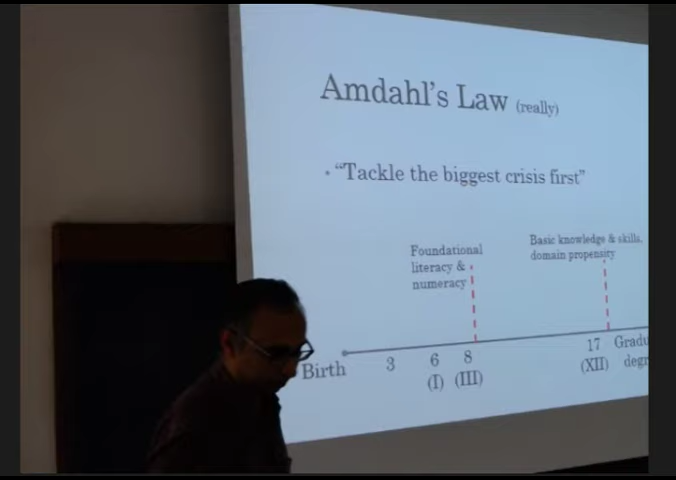 Amdahl's Law (really)
• "Tackle the biggest crisis first"
Foundational
literacy &
numeracy
Basic knowledge & skills,
domain propensity
Birth 3 6 8 17
(I) (III) (XII)